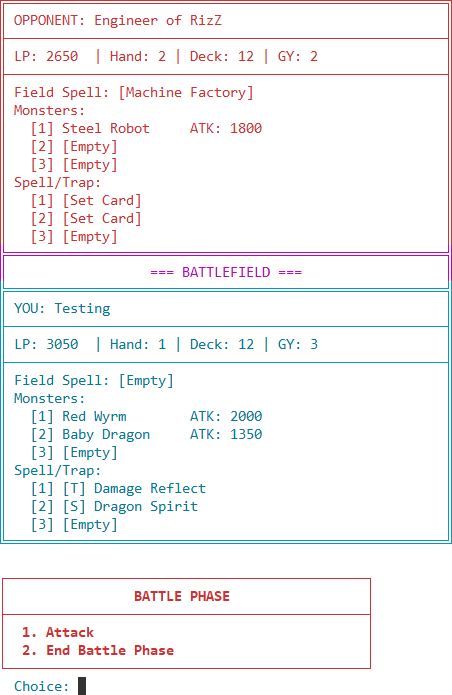 OPPONENT: Engineer of RizZ
LP: 2650  | Hand: 2 | Deck: 12 | GY: 2
Field Spell: [Machine Factory]
Monsters:
  [1] Steel Robot     ATK: 1800
  [2] [Empty]
  [3] [Empty]
Spell/Trap:
  [1] [Set Card]
  [2] [Set Card]
  [3] [Empty]
=== BATTLEFIELD ===
YOU: Testing
LP: 3050  | Hand: 1 | Deck: 12 | GY: 3
Field Spell: [Empty]
Monsters:
  [1] Red Wyrm        ATK: 2000
  [2] Baby Dragon     ATK: 1350
  [3] [Empty]
Spell/Trap:
  [1] [T] Damage Reflect
  [2] [S] Dragon Spirit
  [3] [Empty]
BATTLE PHASE
1. Attack
2. End Battle Phase
Choice: